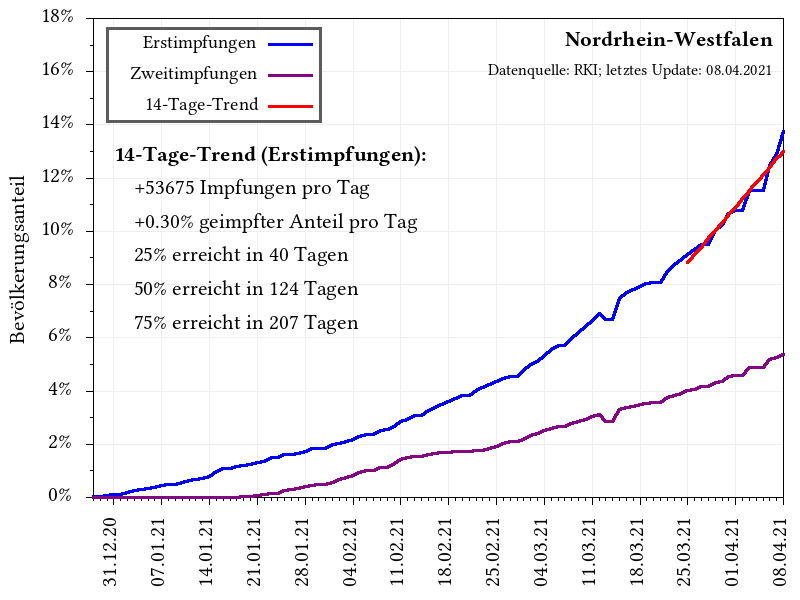 Nordrhein-Westfalen
Datenquelle: RKI; letztes Update: 08.04.2021
Erstimpfungen
Zweitimpfungen
14-Tage-Trend
14-Tage-Trend (Erstimpfungen):
+53675 Impfungen pro Tag
+0.30% geimpfter Anteil pro Tag
25% erreicht in 40 Tagen
50% erreicht in 124 Tagen
75% erreicht in 207 Tagen
Bevölkerungsanteil
18%
16%
14%
12%
10%
8%
6%
4%
2%
0%
31.12.20
07.01.21
14.01.21
21.01.21
28.01.21
04.02.21
11.02.21
18.02.21
25.02.21
04.03.21
11.03.21
18.03.21
25.03.21
01.04.21
08.04.21